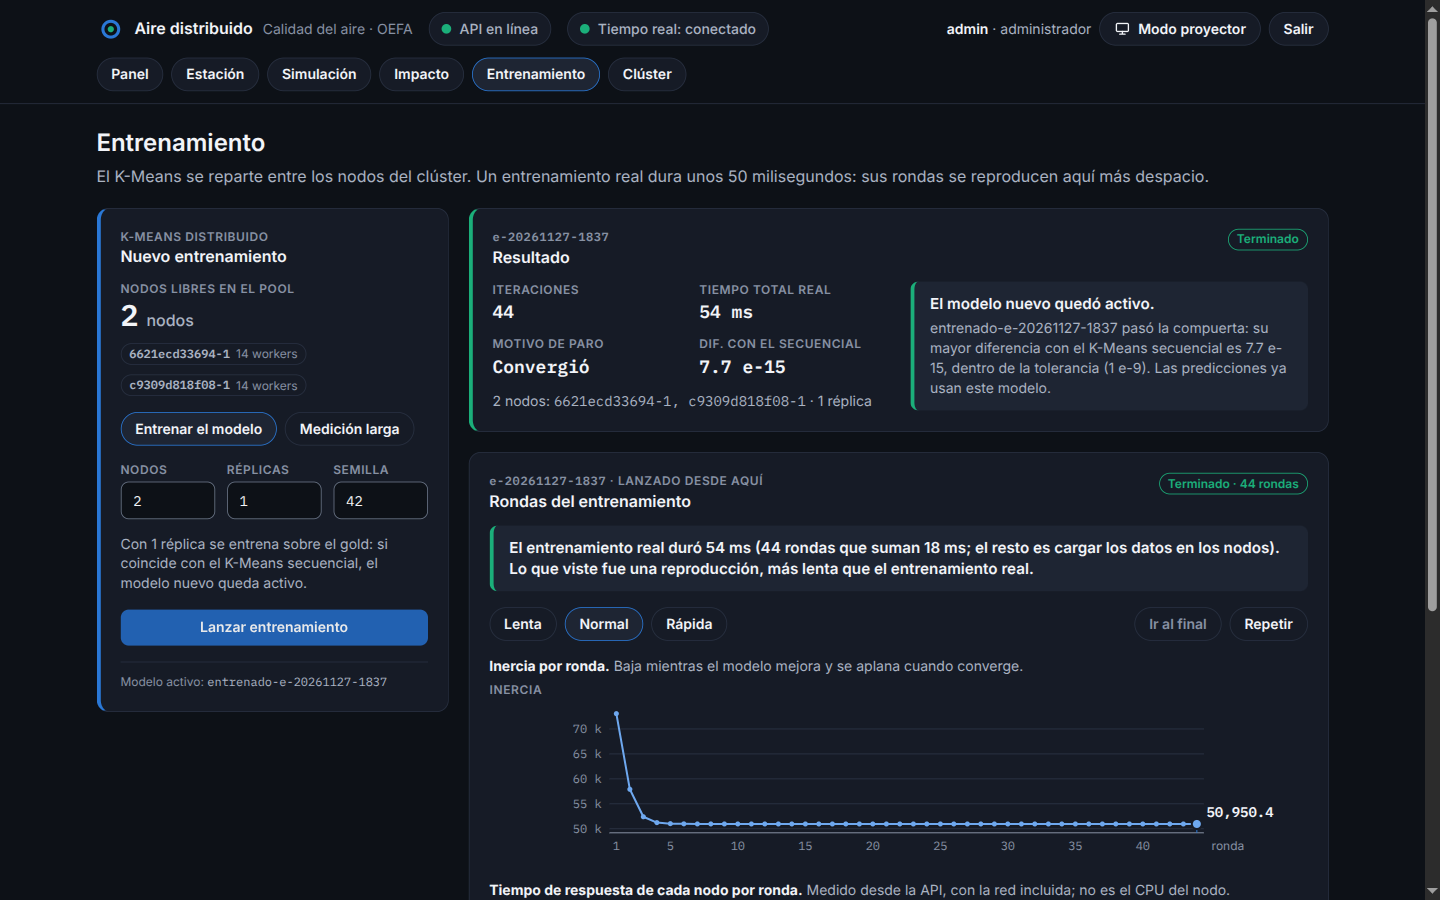 Aire distribuido Calidad del aire · OEFA API en línea Tiempo real: conectado admin · administrador Modo proyector Salir
Panel Estación Simulación Impacto Entrenamiento Clúster
Entrenamiento
El K-Means se reparte entre los nodos del clúster. Un entrenamiento real dura unos 50 milisegundos: sus rondas se reproducen aquí más despacio.
K-MEANS DISTRIBUIDO
Nuevo entrenamiento
NODOS LIBRES EN EL POOL
2 nodos
6621ecd33694-1 14 workers
c9309d818f08-1 14 workers
Entrenar el modelo Medición larga
NODOS RÉPLICAS SEMILLA
2 1 42
Con 1 réplica se entrena sobre el gold: si
coincide con el K-Means secuencial, el
modelo nuevo queda activo.
Lanzar entrenamiento
Modelo activo: entrenado-e-20261127-1837
e-20261127-1837
Resultado
Terminado
ITERACIONES TIEMPO TOTAL REAL
44 54 ms
MOTIVO DE PARO DIF. CON EL SECUENCIAL
Convergió 7.7 e-15
2 nodos: 6621ecd33694-1, c9309d818f08-1 · 1 réplica
El modelo nuevo quedó activo.
entrenado-e-20261127-1837 pasó la compuerta: su
mayor diferencia con el K-Means secuencial es 7.7 e-
15, dentro de la tolerancia (1 e-9). Las predicciones ya
usan este modelo.
e-20261127-1837 · LANZADO DESDE AQUÍ
Rondas del entrenamiento
Terminado · 44 rondas
El entrenamiento real duró 54 ms (44 rondas que suman 18 ms; el resto es cargar los datos en los nodos).
Lo que viste fue una reproducción, más lenta que el entrenamiento real.
Lenta Normal Rápida Ir al final Repetir
Inercia por ronda. Baja mientras el modelo mejora y se aplana cuando converge.
INERCIA
70 k
65 k
60 k
55 k
50 k
50,950.4
1 5 10 15 20 25 30 35 40 ronda
Tiempo de respuesta de cada nodo por ronda. Medido desde la API, con la red incluida; no es el CPU del nodo.